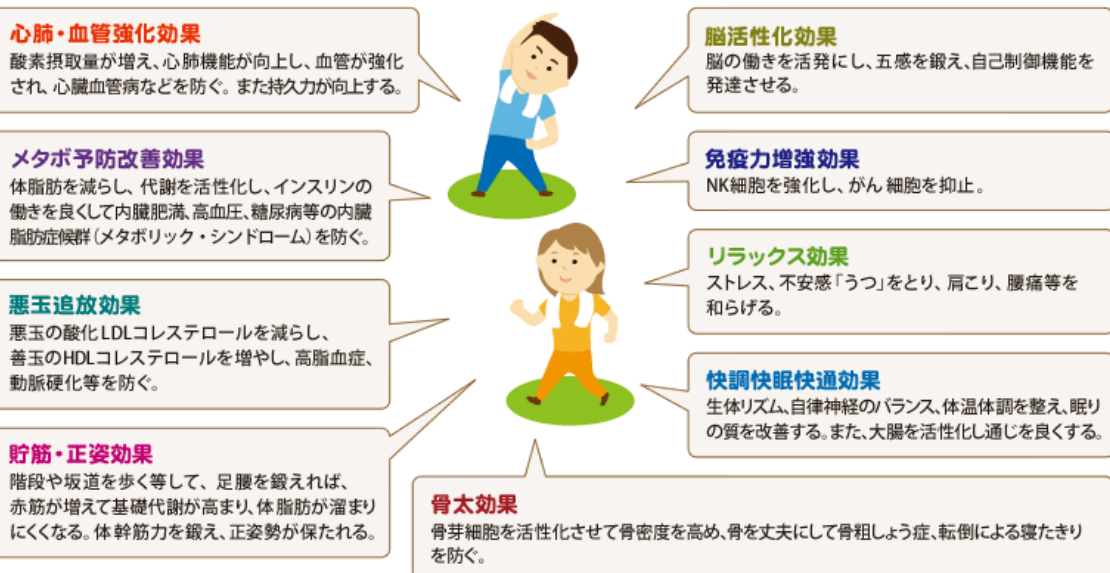 心肺・血管強化効果
酸素摂取量が増え、心肺機能が向上し、血管が強化
され、心臓血管病などを防ぐ。また持久力が向上する。
メタボ予防改善効果
体脂肪を減らし、代謝を活性化し、インスリンの
働きを良くして内臓肥満、高血圧、糖尿病等の内臓
脂肪症候群(メタボリック・シンドローム)を防ぐ。
悪玉追放効果
悪玉の酸化LDLコレステロールを減らし、
善玉のHDLコレステロールを増やし、高脂血症、
動脈硬化等を防ぐ。
貯筋・正姿効果
階段や坂道を歩く等して、足腰を鍛えれば、
赤筋が増えて基礎代謝が高まり、体脂肪が溜まり
にくくなる。体幹筋力を鍛え、正姿勢が保たれる。
脳活性化効果
脳の働きを活発にし、五感を鍛え、自己制御機能を
発達させる。
免疫力増強効果
NK細胞を強化し、がん細胞を抑止。
リラックス効果
ストレス、不安感「うつ」をとり、肩こり、腰痛等を
和らげる。
快調快眠快通効果
生体リズム、自律神経のバランス、体温体調を整え、眠り
の質を改善する。また、大腸を活性化し通じを良くする。
骨太効果
骨芽細胞を活性化させて骨密度を高め、骨を丈夫にして骨粗しょう症、転倒による寝たきり
を防ぐ。